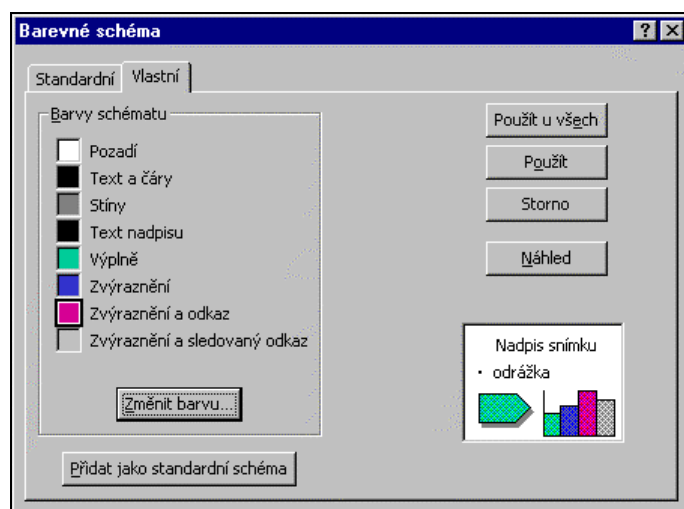 Barevné schéma
Standardní
Vlastní
Barvy schématu
Pozadí
Text a čáry
Stíny
Text nadpisu
Výplně
Zvýraznění
Zvýraznění a odkaz
Zvýraznění a sledovaný odkaz
Změnit barvu...
Přidat jako standardní schéma
Použít u všech
Použít
Storno
Náhled
Nadpis snímku
• odrážka